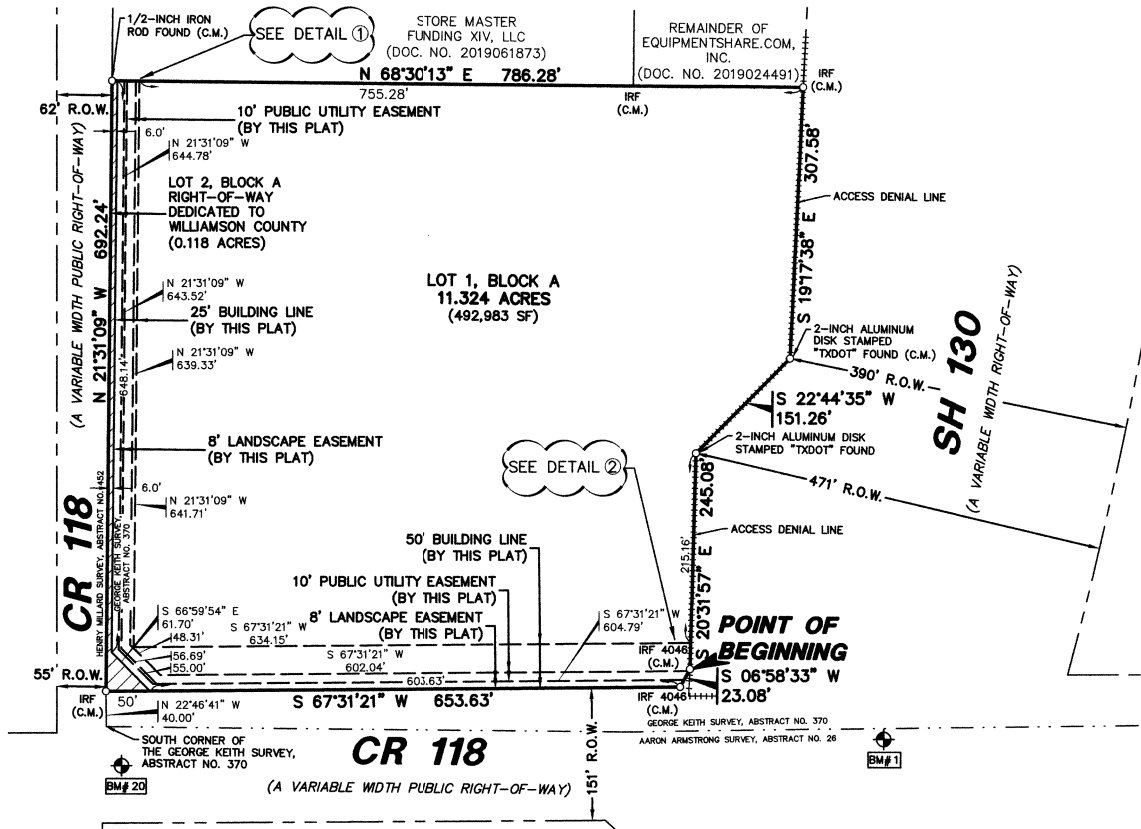 1/2-INCH IRON
ROD FOUND (C.M.)
SEE DETAIL ①
STORE MASTER
FUNDING XIV, LLC
(DOC. NO. 2019061873)
REMAINDER OF
EQUIPMENTSHARE.COM,
INC.
(DOC. NO. 2019024491)
N 68°30'13" E 786.28'
755.28'
IRF
(C.M.)
IRF
(C.M.)
62' R.O.W.
10' PUBLIC UTILITY EASEMENT
(BY THIS PLAT)
6.0'
N 21°31'09" W
644.78'
LOT 2, BLOCK A
RIGHT-OF-WAY
DEDICATED TO
WILLIAMSON COUNTY
(0.118 ACRES)
(A VARIABLE WIDTH PUBLIC RIGHT-OF-WAY)
N 21°31'09" W 692.24'
307.58'
S 19°17'38" E
ACCESS DENIAL LINE
LOT 1, BLOCK A
11.324 ACRES
(492,983 SF)
N 21°31'09" W
643.52'
25' BUILDING LINE
(BY THIS PLAT)
N 21°31'09" W
639.33'
648.14'
2-INCH ALUMINUM
DISK STAMPED
"TXDOT" FOUND (C.M.)
390' R.O.W.
SH 130
(A VARIABLE WIDTH RIGHT-OF-WAY)
S 22°44'35" W
151.26'
2-INCH ALUMINUM DISK
STAMPED "TXDOT" FOUND
8' LANDSCAPE EASEMENT
(BY THIS PLAT)
SEE DETAIL ②
471' R.O.W.
6.0'
N 21°31'09" W
641.71'
CR 118
HENRY MILLARD SURVEY, ABSTRACT NO. 452
GEORGE KEITH SURVEY,
ABSTRACT NO. 370
245.08'
S 20°31'57" E
215.16'
ACCESS DENIAL LINE
50' BUILDING LINE
(BY THIS PLAT)
10' PUBLIC UTILITY EASEMENT
(BY THIS PLAT)
8' LANDSCAPE EASEMENT
(BY THIS PLAT)
S 66°59'54" E
61.70'
48.31'
56.69'
55.00'
S 67°31'21" W
634.15'
S 67°31'21" W
604.79'
S 67°31'21" W
602.04'
603.63'
IRF 4046
(C.M.)
POINT OF
BEGINNING
S 06°58'33" W
23.08'
55' R.O.W.
IRF
(C.M.)
50'
N 22°46'41" W
40.00'
S 67°31'21" W 653.63'
IRF 4046
(C.M.)
GEORGE KEITH SURVEY, ABSTRACT NO. 370
AARON ARMSTRONG SURVEY, ABSTRACT NO. 26
SOUTH CORNER OF
THE GEORGE KEITH SURVEY,
ABSTRACT NO. 370
BM# 20
CR 118
(A VARIABLE WIDTH PUBLIC RIGHT-OF-WAY)
151' R.O.W.
BM# 1